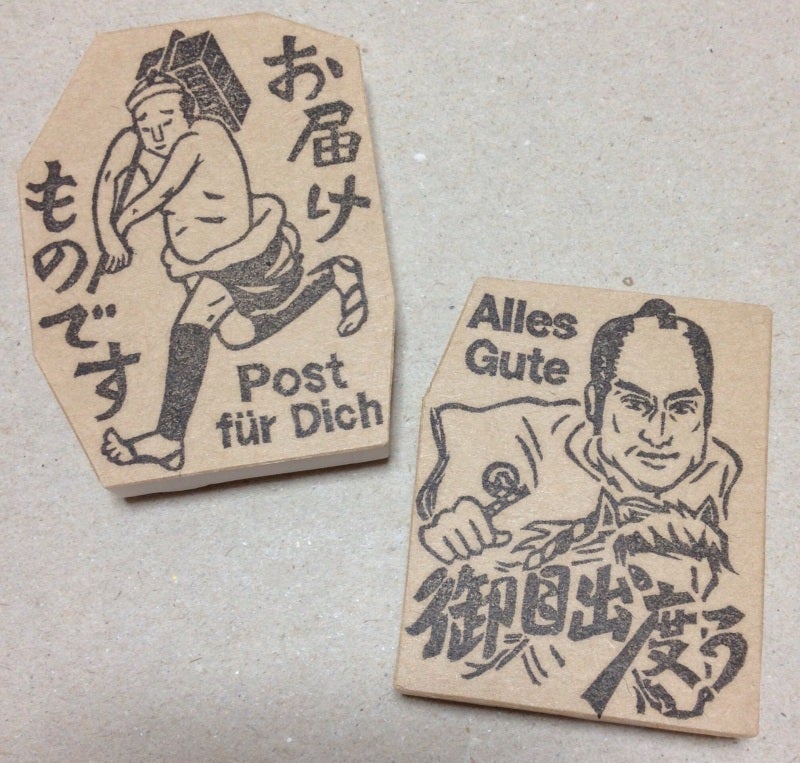 お届け
ものです
Post
für Dich
Alles
Gute
御目出度う